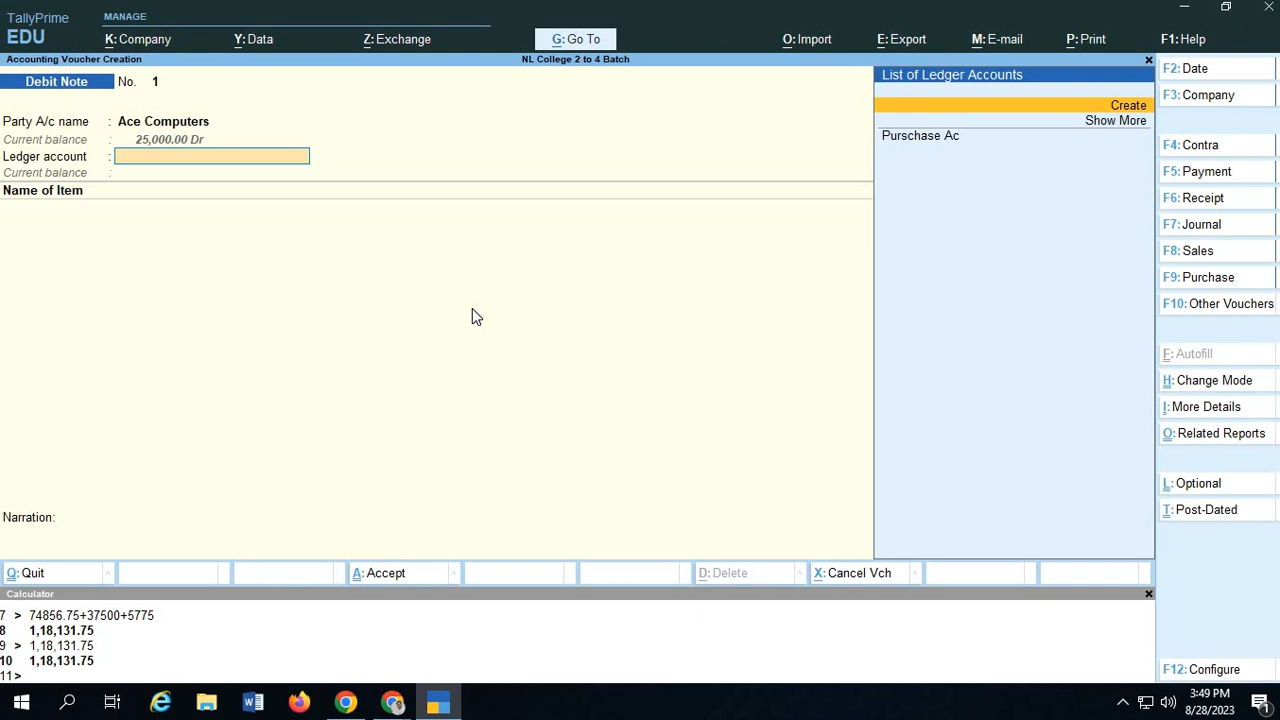 TallyPrime
EDU
MANAGE
K: Company
Y: Data
Z: Exchange
G: Go To
O: Import
E: Export
M: E-mail
P: Print
F1: Help
Accounting Voucher Creation
NL College 2 to 4 Batch
×
Debit Note No. 1
Party A/c name : Ace Computers
Current balance : 25,000.00 Dr
Ledger account :
Current balance :
Name of Item
Narration:
List of Ledger Accounts
Create
Show More
Purschase Ac
F2: Date
F3: Company
F4: Contra
F5: Payment
F6: Receipt
F7: Journal
F8: Sales
F9: Purchase
F10: Other Vouchers
F: Autofill
H: Change Mode
I: More Details
O: Related Reports
L: Optional
T: Post-Dated
F12: Configure
Q: Quit
A: Accept
D: Delete
X: Cancel Vch
Calculator ×
7 > 74856.75+37500+5775
8 1,18,131.75
9 > 1,18,131.75
10 1,18,131.75
11 >
3:49 PM
8/28/2023
1